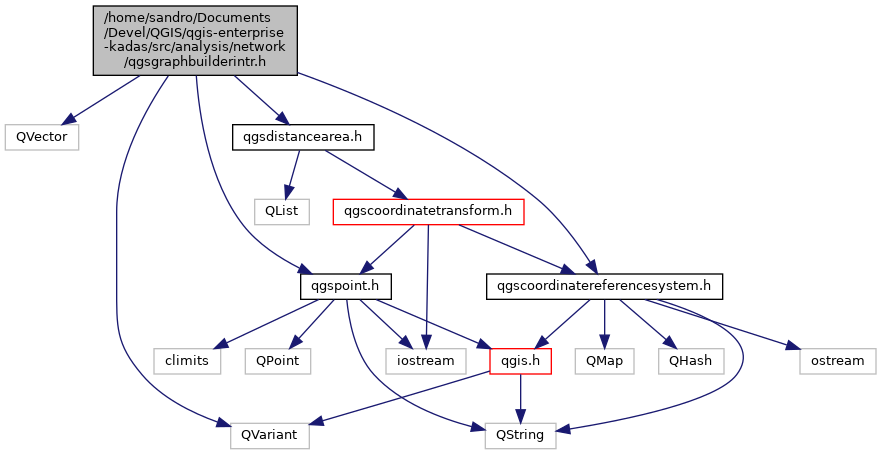 /home/sandro/Documents
/Devel/QGIS/qgis-enterprise
-kadas/src/analysis/network
/qgsgraphbuilderintr.h
QVector
qgsdistancearea.h
QList
qgscoordinatetransform.h
qgspoint.h
qgscoordinatereferencesystem.h
climits
QPoint
iostream
qgis.h
QMap
QHash
ostream
QVariant
QString